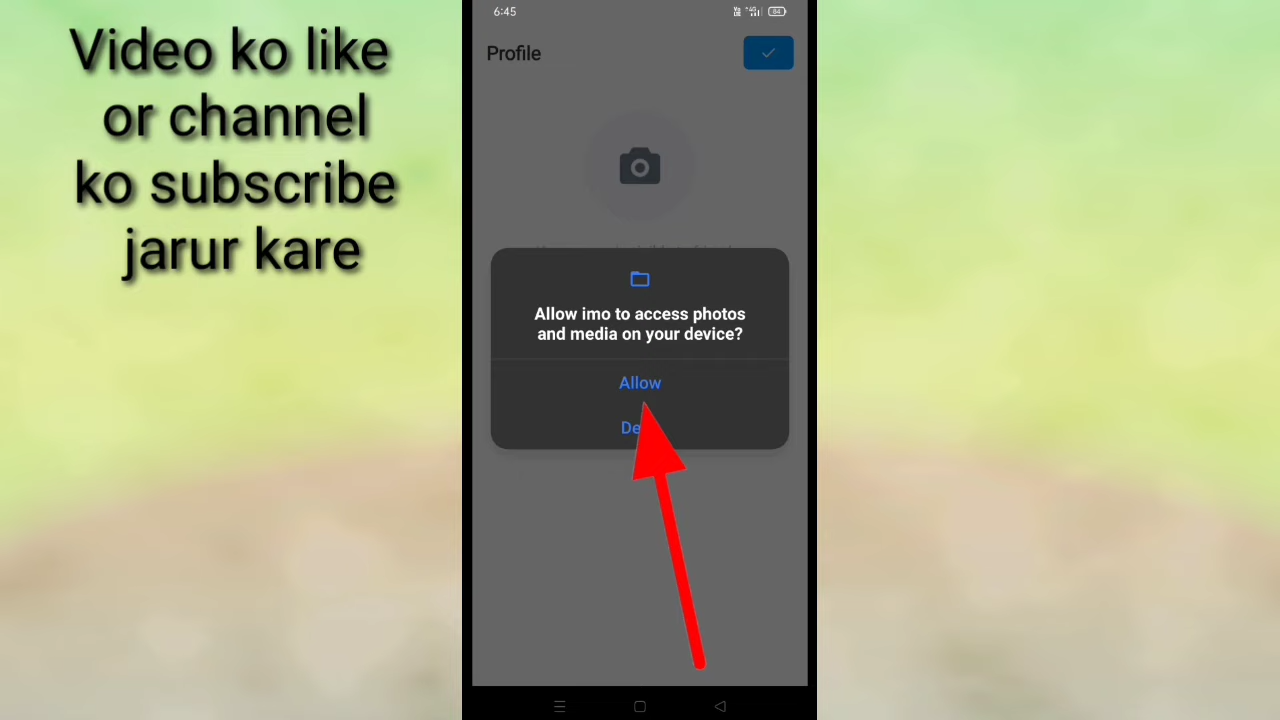 Video ko like
or channel
ko subscribe
jarur kare
6:45
84
Profile
Allow imo to access photos
and media on your device?
Allow